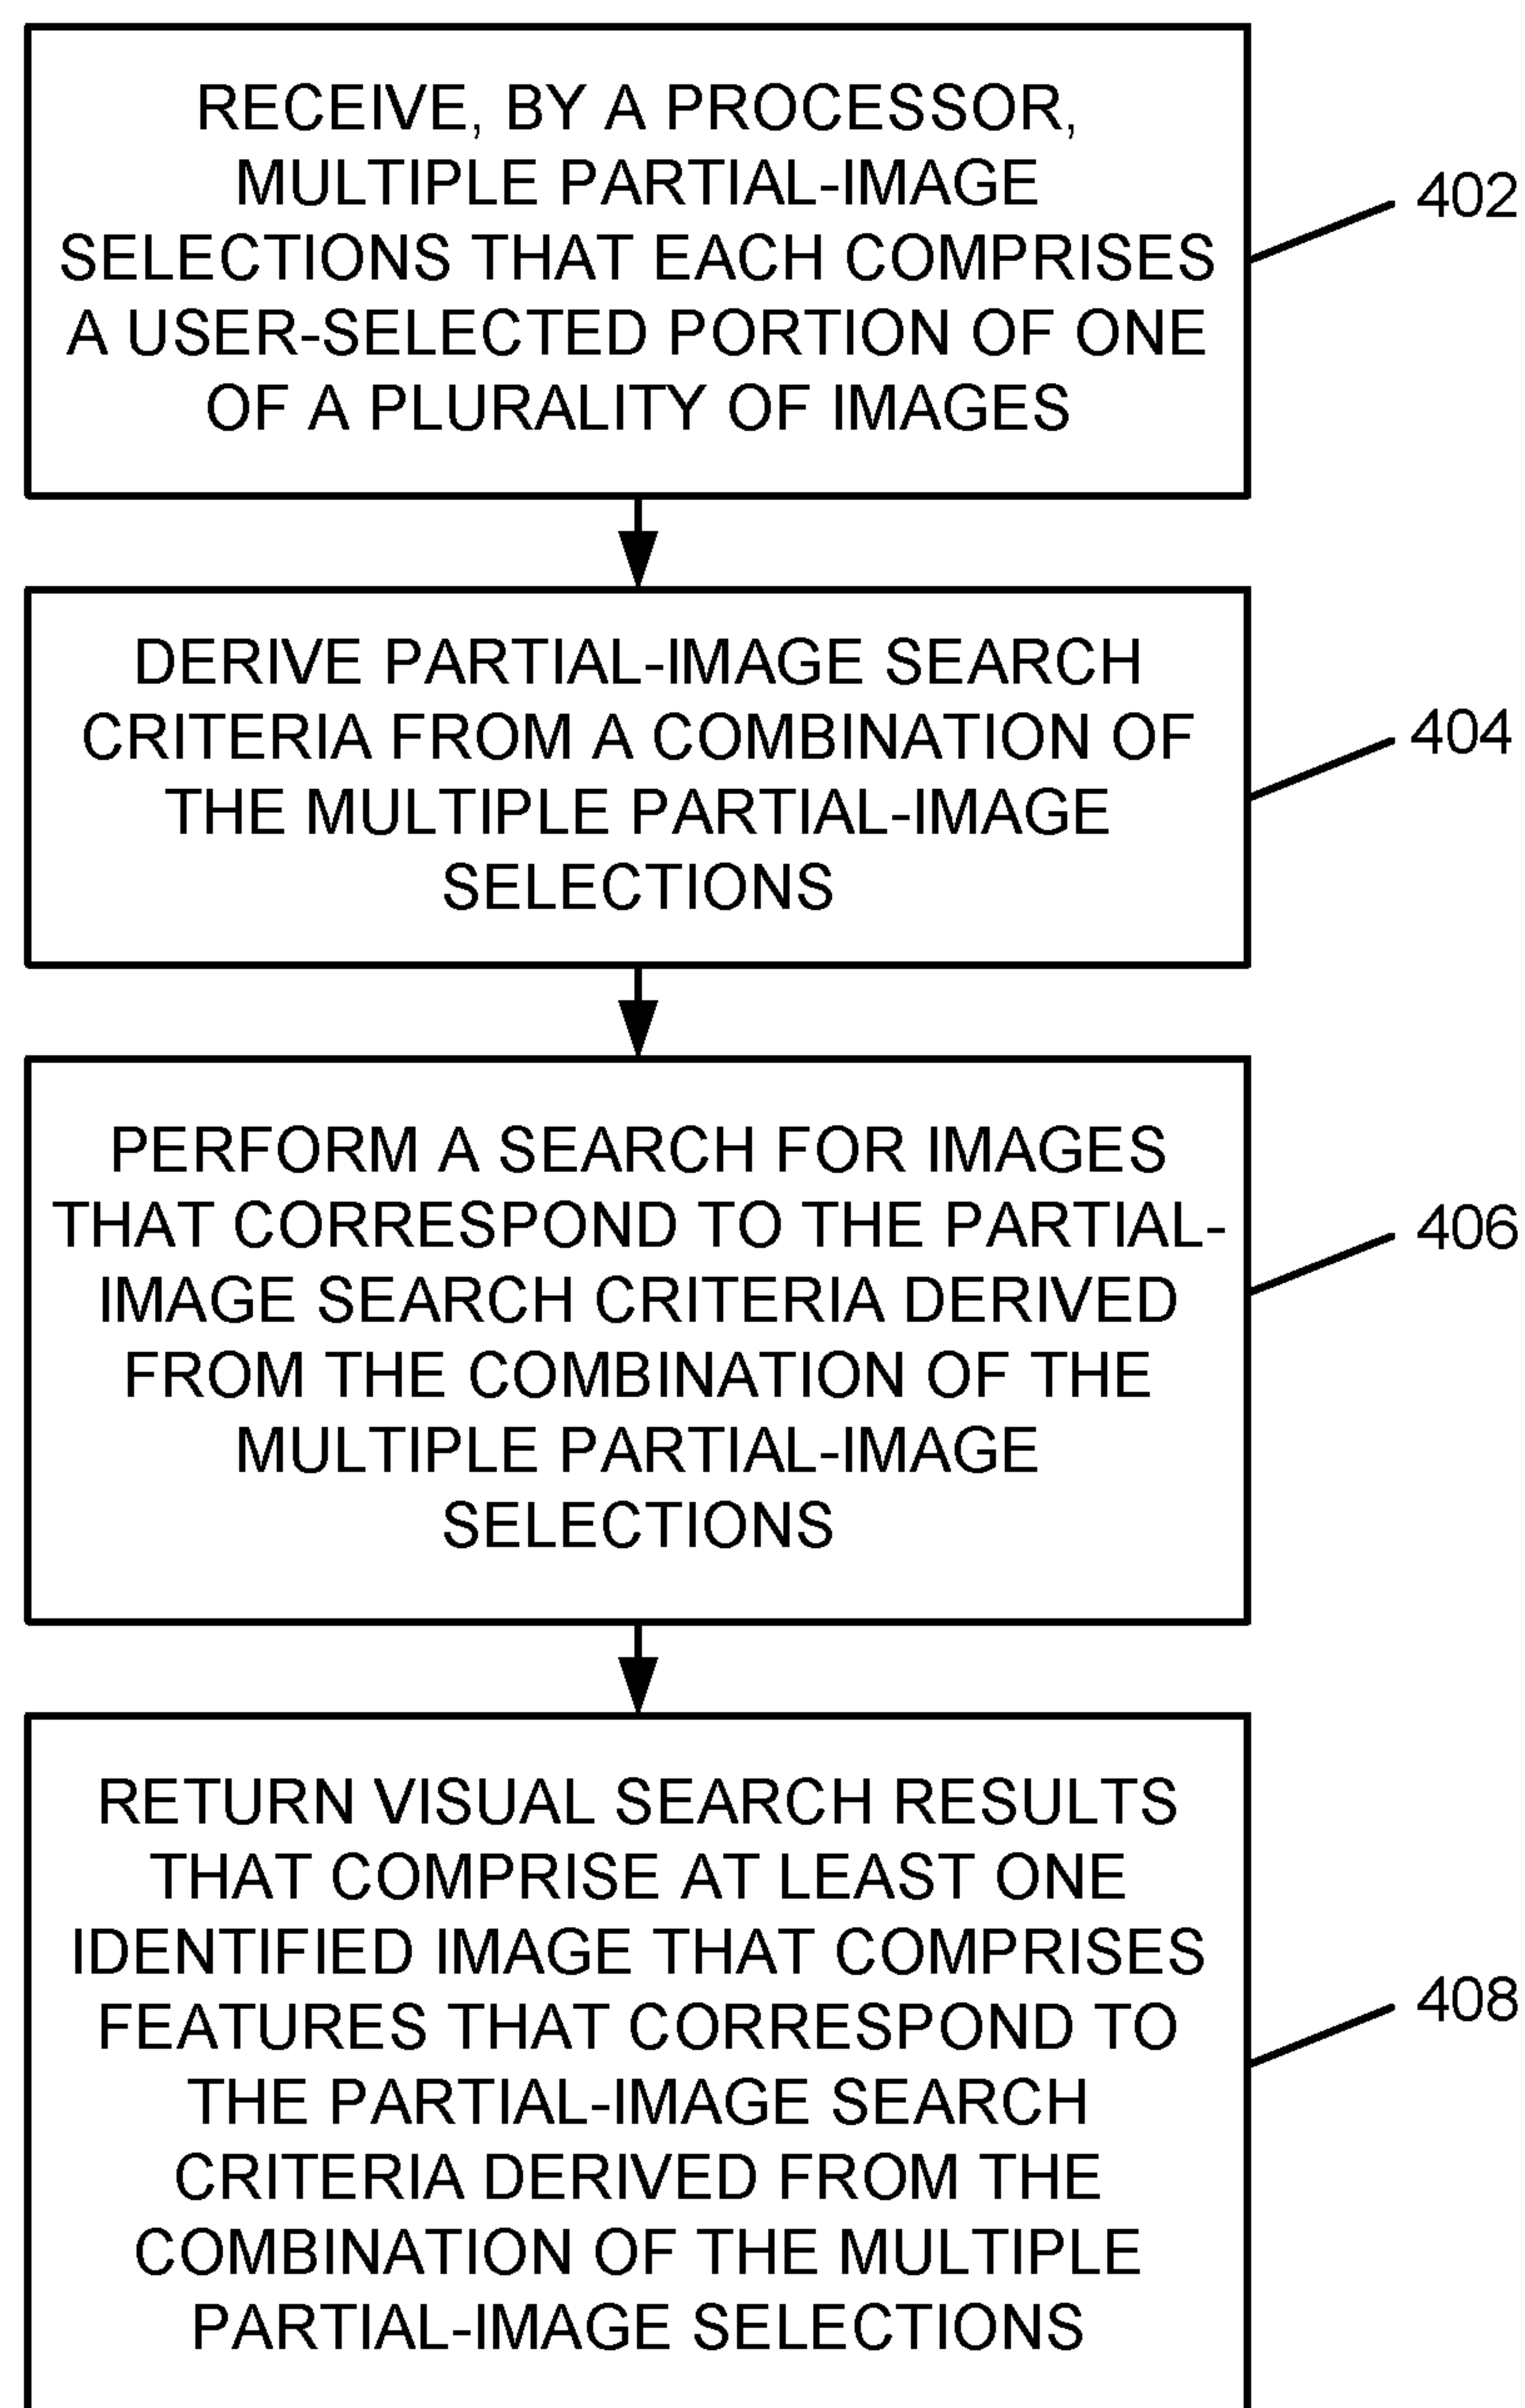 RECEIVE, BY A PROCESSOR,
MULTIPLE PARTIAL-IMAGE
SELECTIONS THAT EACH COMPRISES
A USER-SELECTED PORTION OF ONE
OF A PLURALITY OF IMAGES
402
DERIVE PARTIAL-IMAGE SEARCH
CRITERIA FROM A COMBINATION OF
THE MULTIPLE PARTIAL-IMAGE
SELECTIONS
404
PERFORM A SEARCH FOR IMAGES
THAT CORRESPOND TO THE PARTIAL-
IMAGE SEARCH CRITERIA DERIVED
FROM THE COMBINATION OF THE
MULTIPLE PARTIAL-IMAGE
SELECTIONS
406
RETURN VISUAL SEARCH RESULTS
THAT COMPRISE AT LEAST ONE
IDENTIFIED IMAGE THAT COMPRISES
FEATURES THAT CORRESPOND TO
THE PARTIAL-IMAGE SEARCH
CRITERIA DERIVED FROM THE
COMBINATION OF THE MULTIPLE
PARTIAL-IMAGE SELECTIONS
408